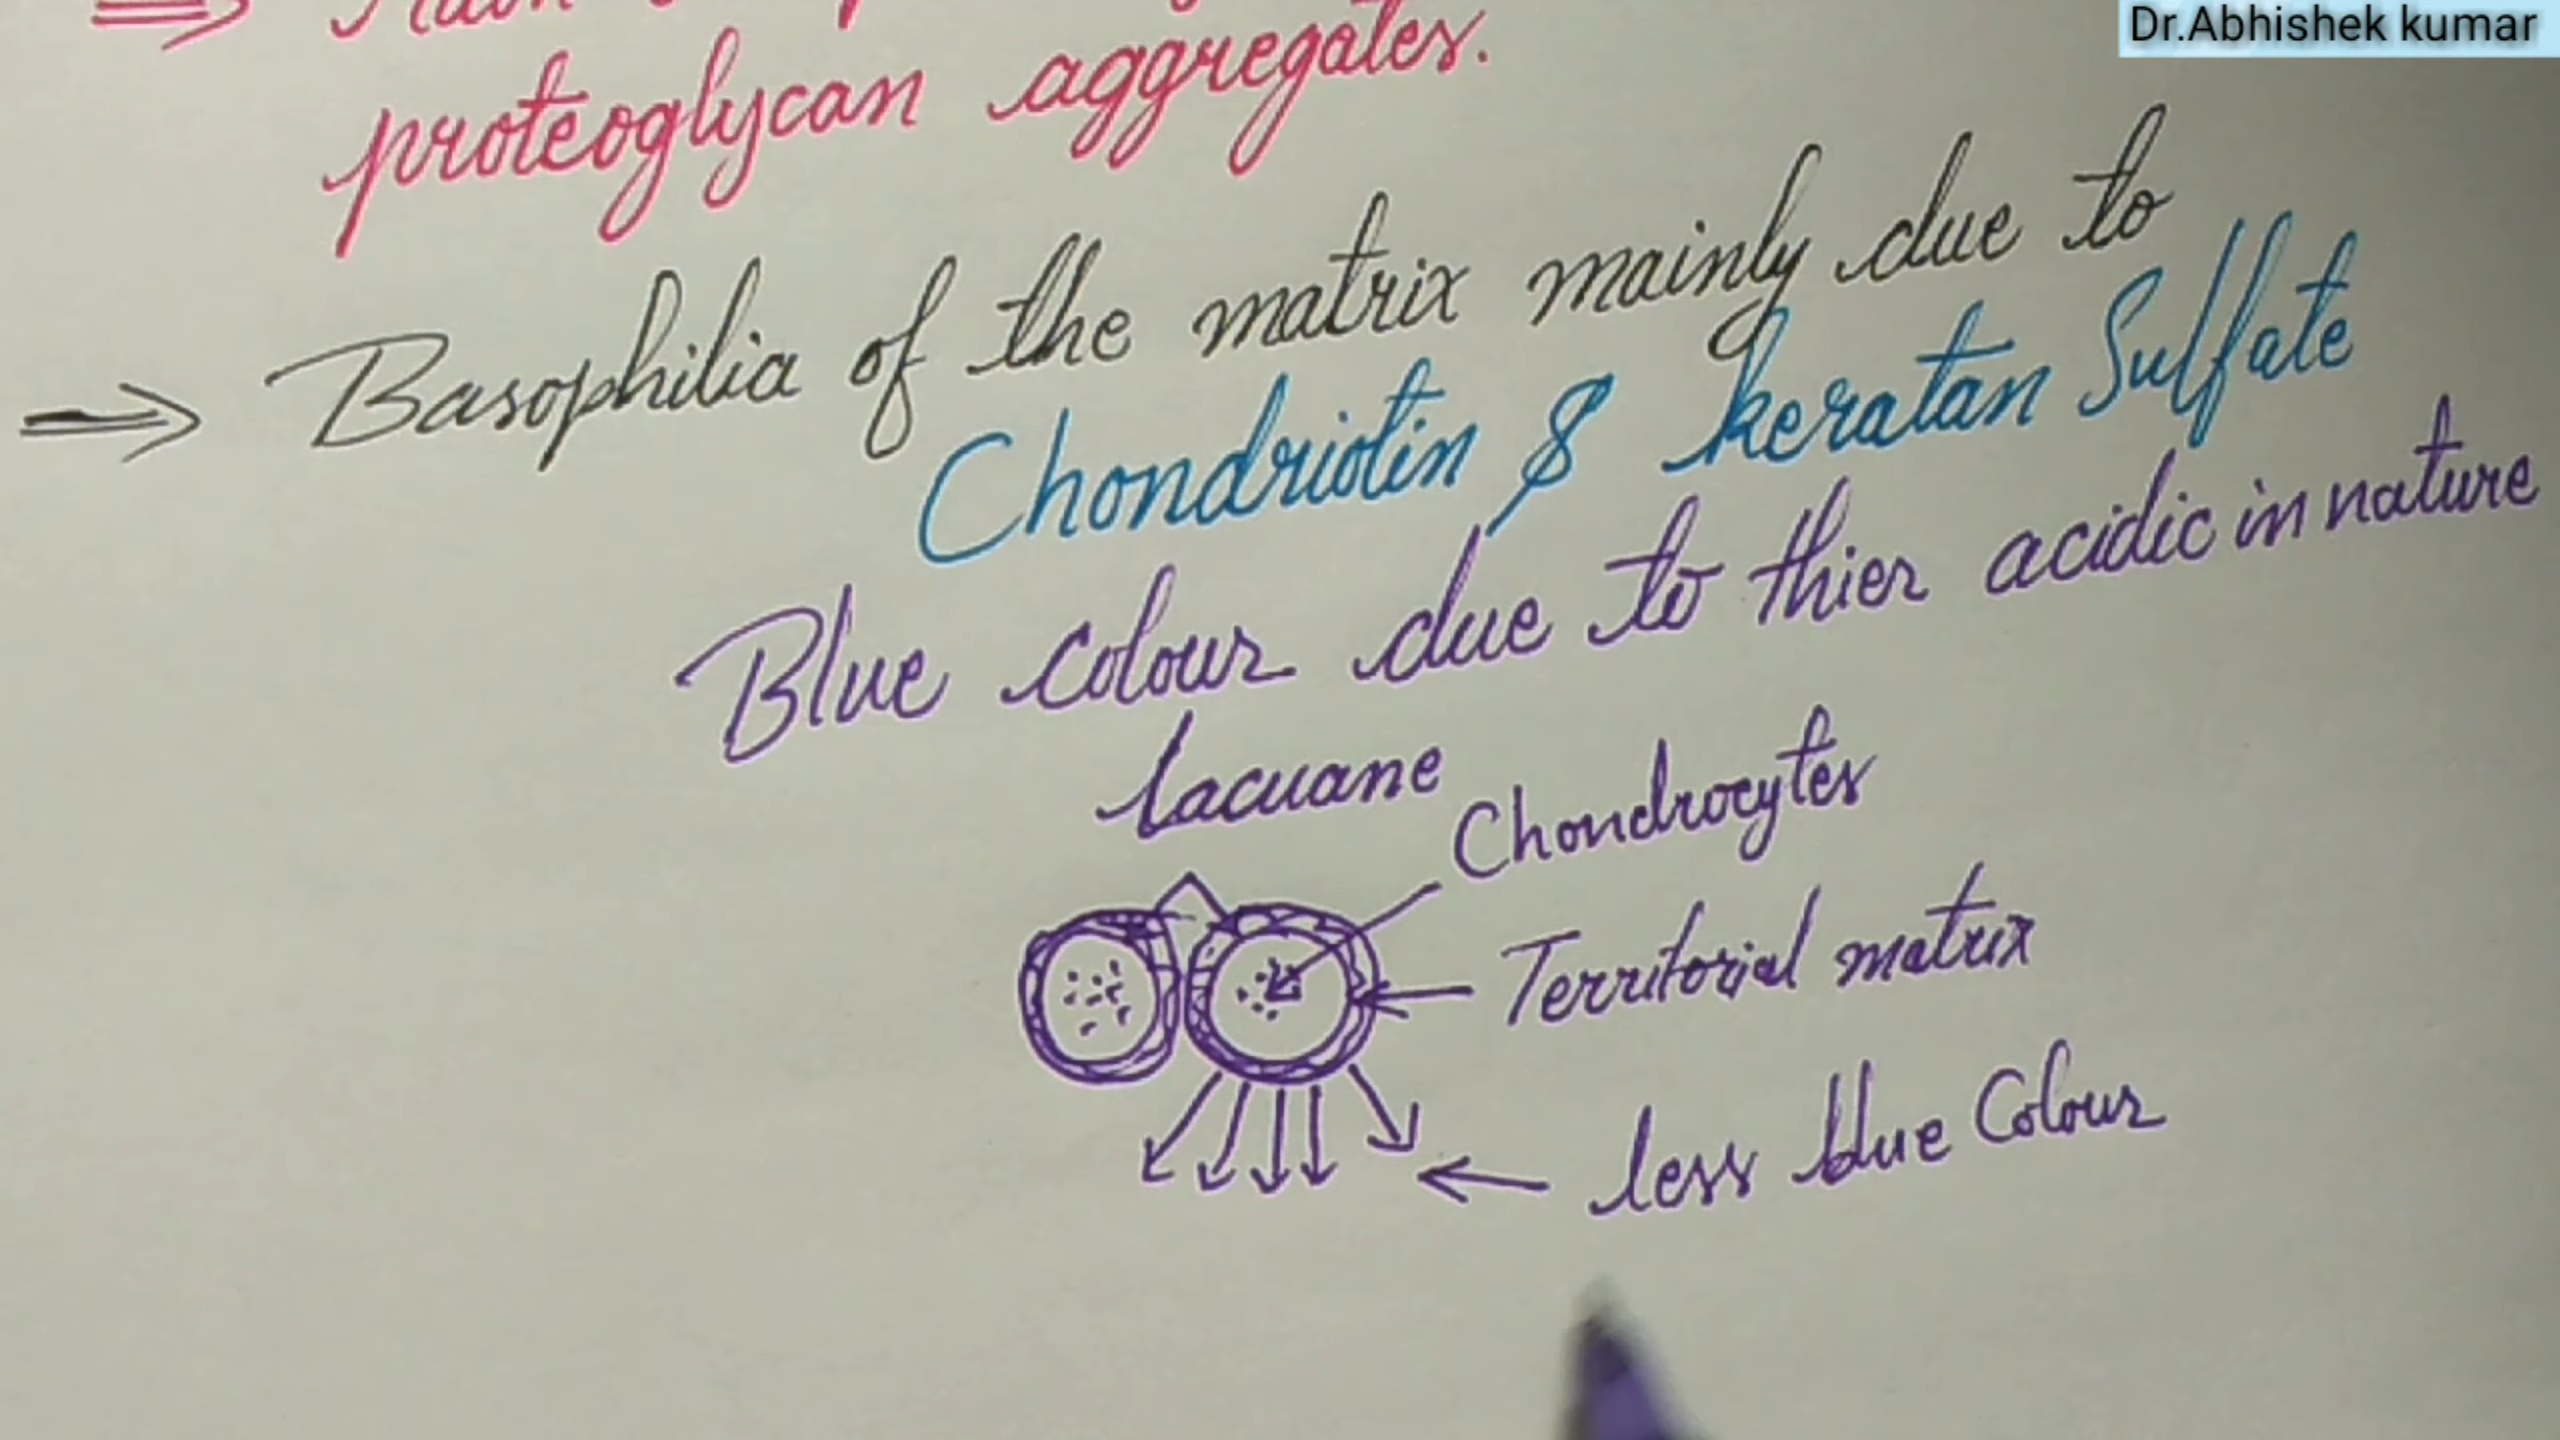 Dr.Abhishek kumar
proteoglycan aggregates.
⇒ Basophilia of the matrix mainly due to
Chondriotin & keratan Sulfate
Blue colour due to thier acidic in nature
lacuane
Chondrocytes
Territorial matrix
less blue Colour